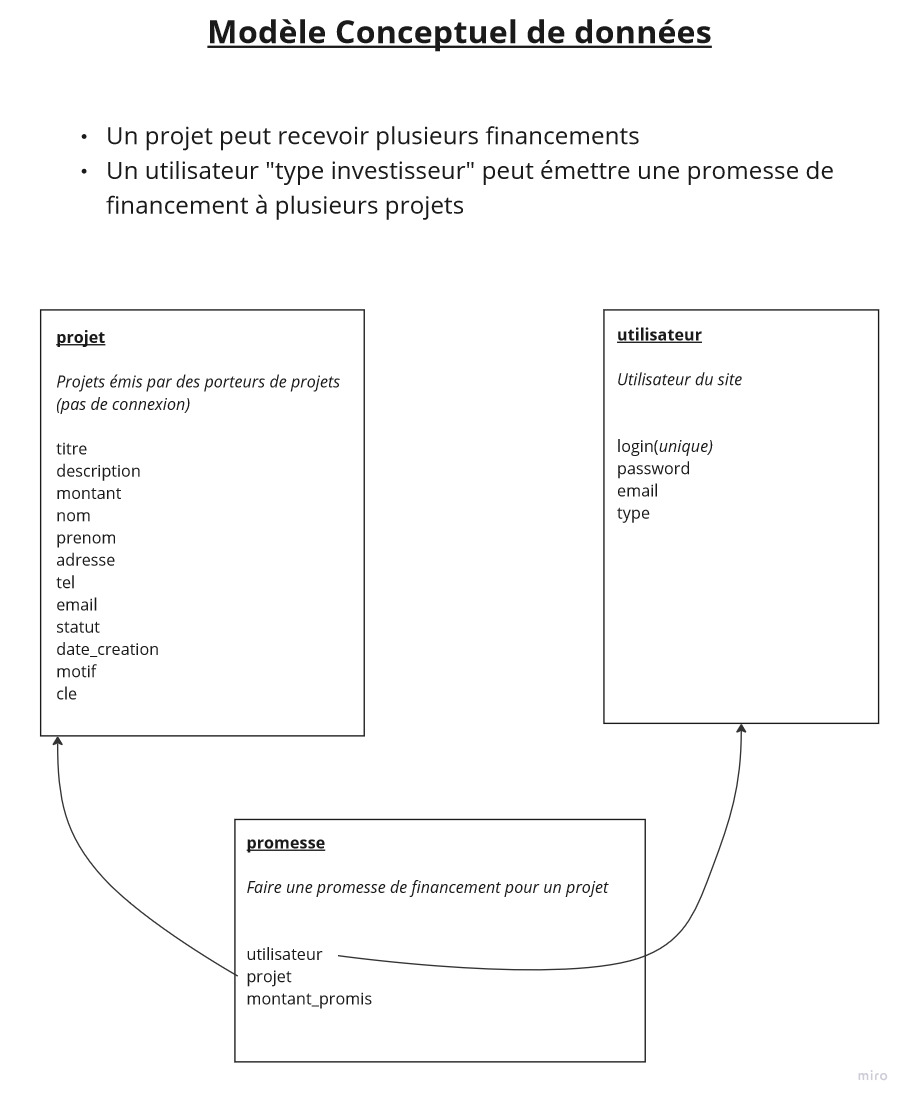 Modèle Conceptuel de données
• Un projet peut recevoir plusieurs financements
• Un utilisateur "type investisseur" peut émettre une promesse de
financement à plusieurs projets
projet
Projets émis par des porteurs de projets
(pas de connexion)
titre
description
montant
nom
prenom
adresse
tel
email
statut
date_creation
motif
cle
utilisateur
Utilisateur du site
login(unique)
password
email
type
promesse
Faire une promesse de financement pour un projet
utilisateur
projet
montant_promis
miro